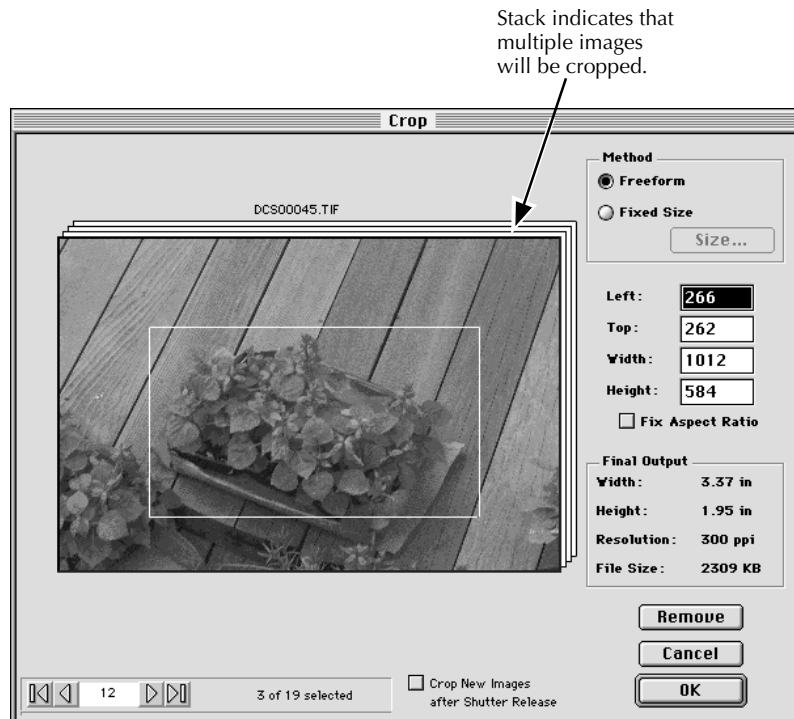 Stack indicates that
multiple images
will be cropped.
Crop
DCS00045.TIF
Method
Freeform
Fixed Size
Size...
Left: 266
Top: 262
Width: 1012
Height: 584
Fix Aspect Ratio
Final Output
Width: 3.37 in
Height: 1.95 in
Resolution: 300 ppi
File Size: 2309 KB
Remove
Cancel
OK
12
3 of 19 selected
Crop New Images
after Shutter Release